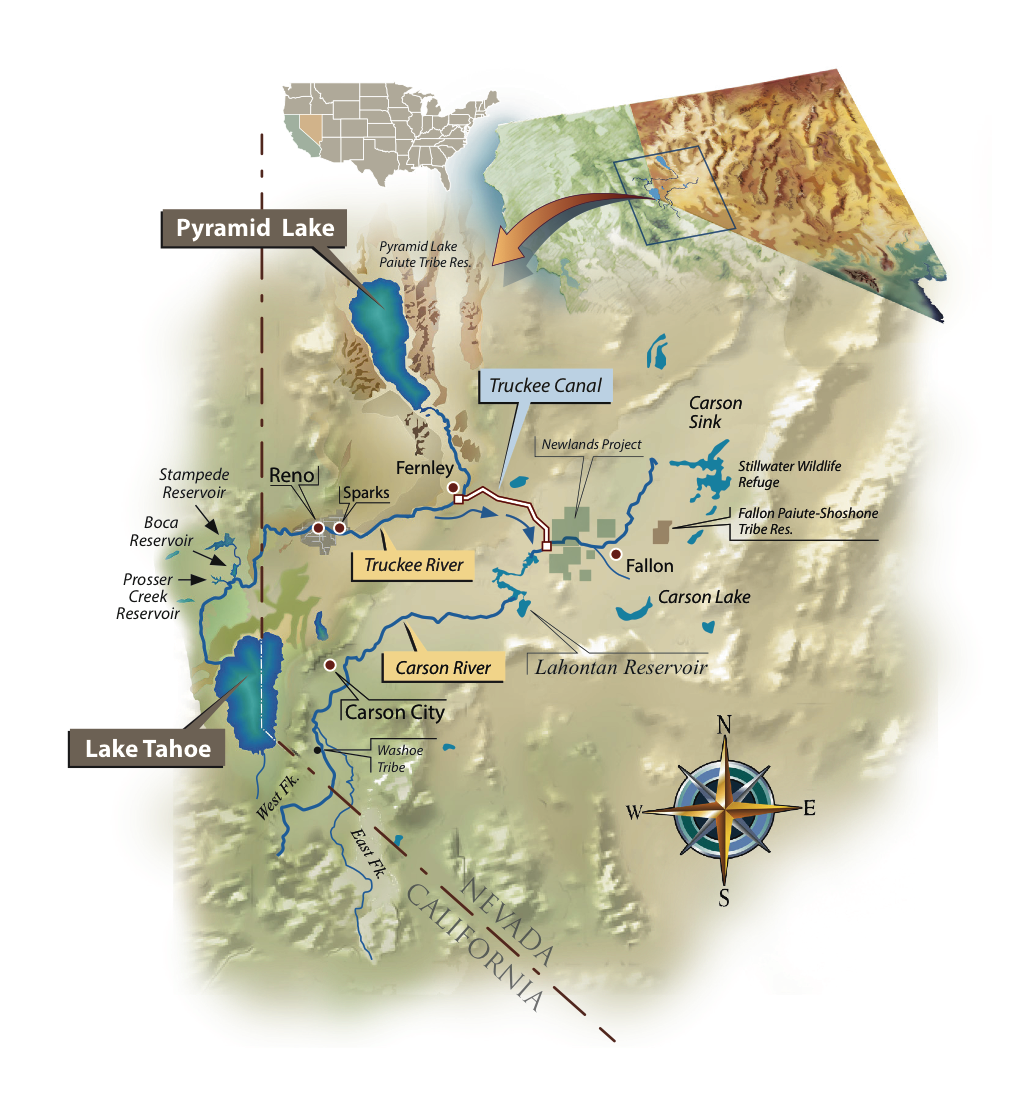 Pyramid Lake
Pyramid Lake
Paiute Tribe Res.
Truckee Canal
Carson
Sink
Newlands Project
Stillwater Wildlife
Refuge
Fernley
Stampede
Reservoir
Reno
Sparks
Boca
Reservoir
Fallon Paiute-Shoshone
Tribe Res.
Truckee River
Fallon
Prosser
Creek
Reservoir
Carson Lake
Carson River
Lahontan Reservoir
Carson City
Lake Tahoe
Washoe
Tribe
West Fk.
East Fk.
NEVADA
CALIFORNIA
N
W
E
S